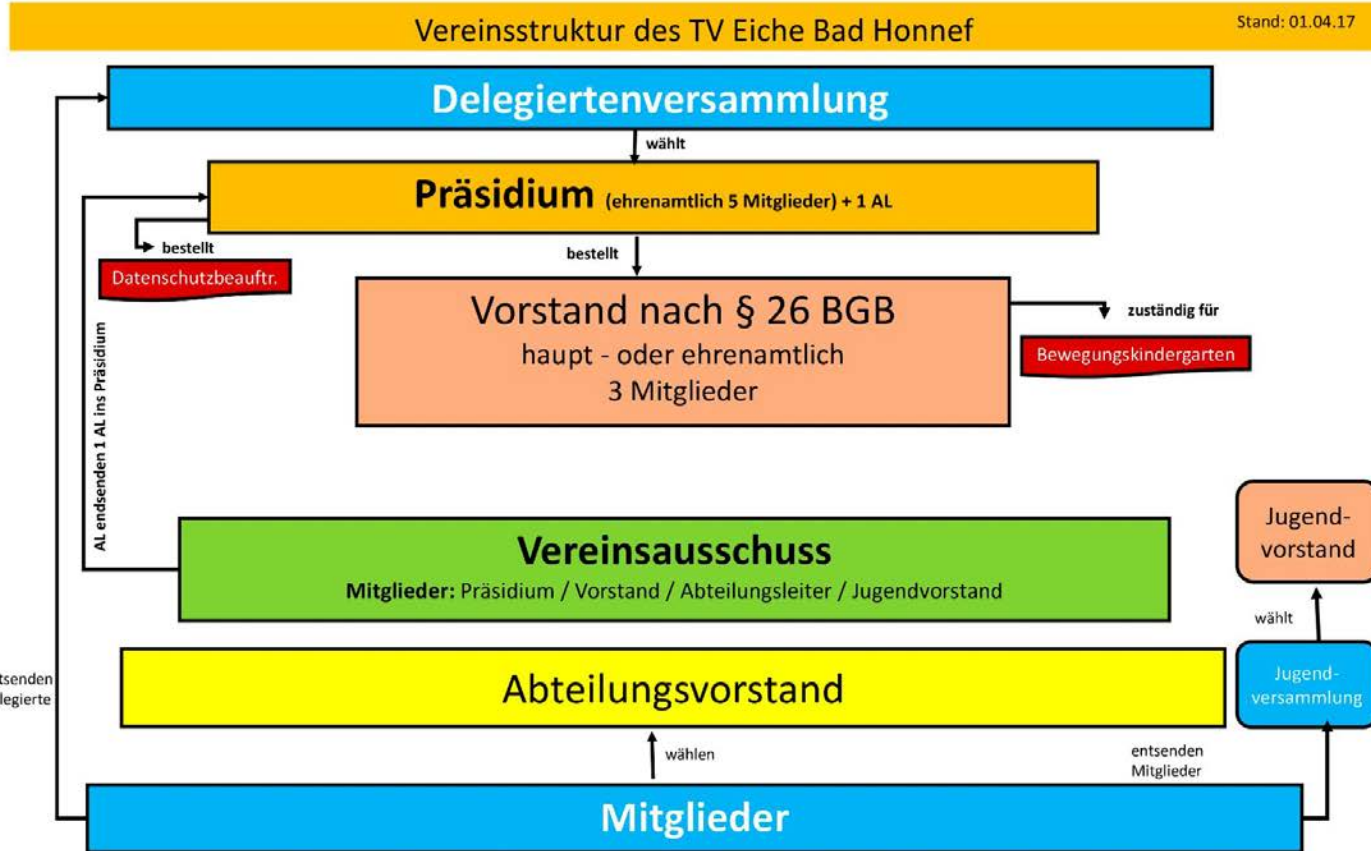 Vereinsstruktur des TV Eiche Bad Honnef
Stand: 01.04.17
Delegiertenversammlung
wählt
Präsidium (ehrenamtlich 5 Mitglieder) + 1 AL
bestellt
Datenschutzbeauftr.
bestellt
Vorstand nach § 26 BGB
haupt - oder ehrenamtlich
3 Mitglieder
zuständig für
Bewegungskindergarten
AL endsenden 1 AL ins Präsidium
Vereinsausschuss
Mitglieder: Präsidium / Vorstand / Abteilungsleiter / Jugendvorstand
Jugend-
vorstand
wählt
Jugend-
versammlung
Abteilungsvorstand
wählen
entsenden
Mitglieder
Mitglieder